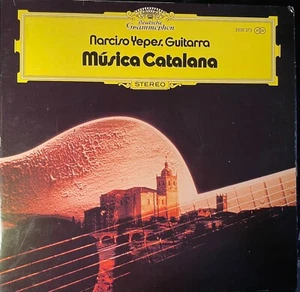 Deutsche
Grammophon
Narciso Yepes, Guitarra
Música Catalana
STEREO